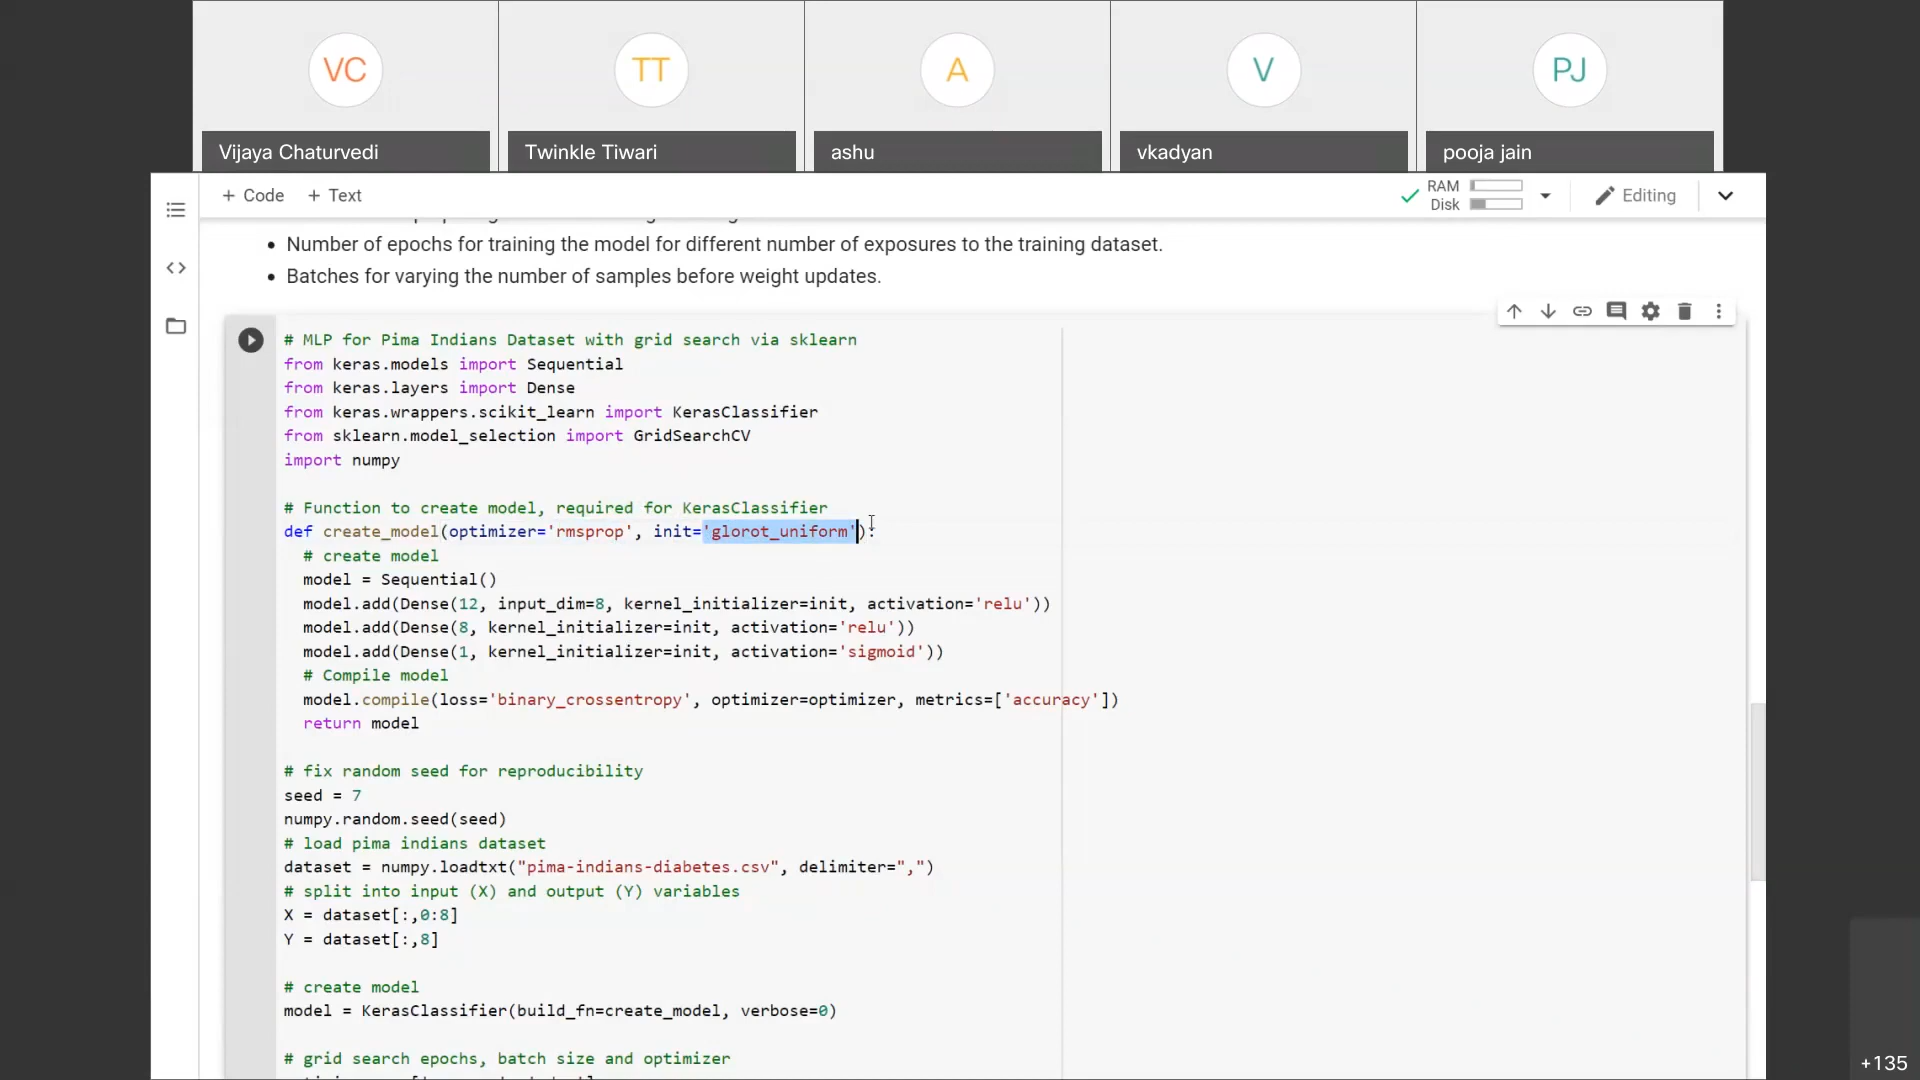 VC
TT
A
V
PJ
Vijaya Chaturvedi
Twinkle Tiwari
ashu
vkadyan
pooja jain
+ Code + Text
RAM
Disk
Editing
Number of epochs for training the model for different number of exposures to the training dataset.
Batches for varying the number of samples before weight updates.
# MLP for Pima Indians Dataset with grid search via sklearn
from keras.models import Sequential
from keras.layers import Dense
from keras.wrappers.scikit_learn import KerasClassifier
from sklearn.model_selection import GridSearchCV
import numpy
# Function to create model, required for KerasClassifier
def create_model(optimizer='rmsprop', init='glorot_uniform'):
# create model
model = Sequential()
model.add(Dense(12, input_dim=8, kernel_initializer=init, activation='relu'))
model.add(Dense(8, kernel_initializer=init, activation='relu'))
model.add(Dense(1, kernel_initializer=init, activation='sigmoid'))
# Compile model
model.compile(loss='binary_crossentropy', optimizer=optimizer, metrics=['accuracy'])
return model
# fix random seed for reproducibility
seed = 7
numpy.random.seed(seed)
# load pima indians dataset
dataset = numpy.loadtxt("pima-indians-diabetes.csv", delimiter=",")
# split into input (X) and output (Y) variables
X = dataset[:,0:8]
Y = dataset[:,8]
# create model
model = KerasClassifier(build_fn=create_model, verbose=0)
# grid search epochs, batch size and optimizer
+135